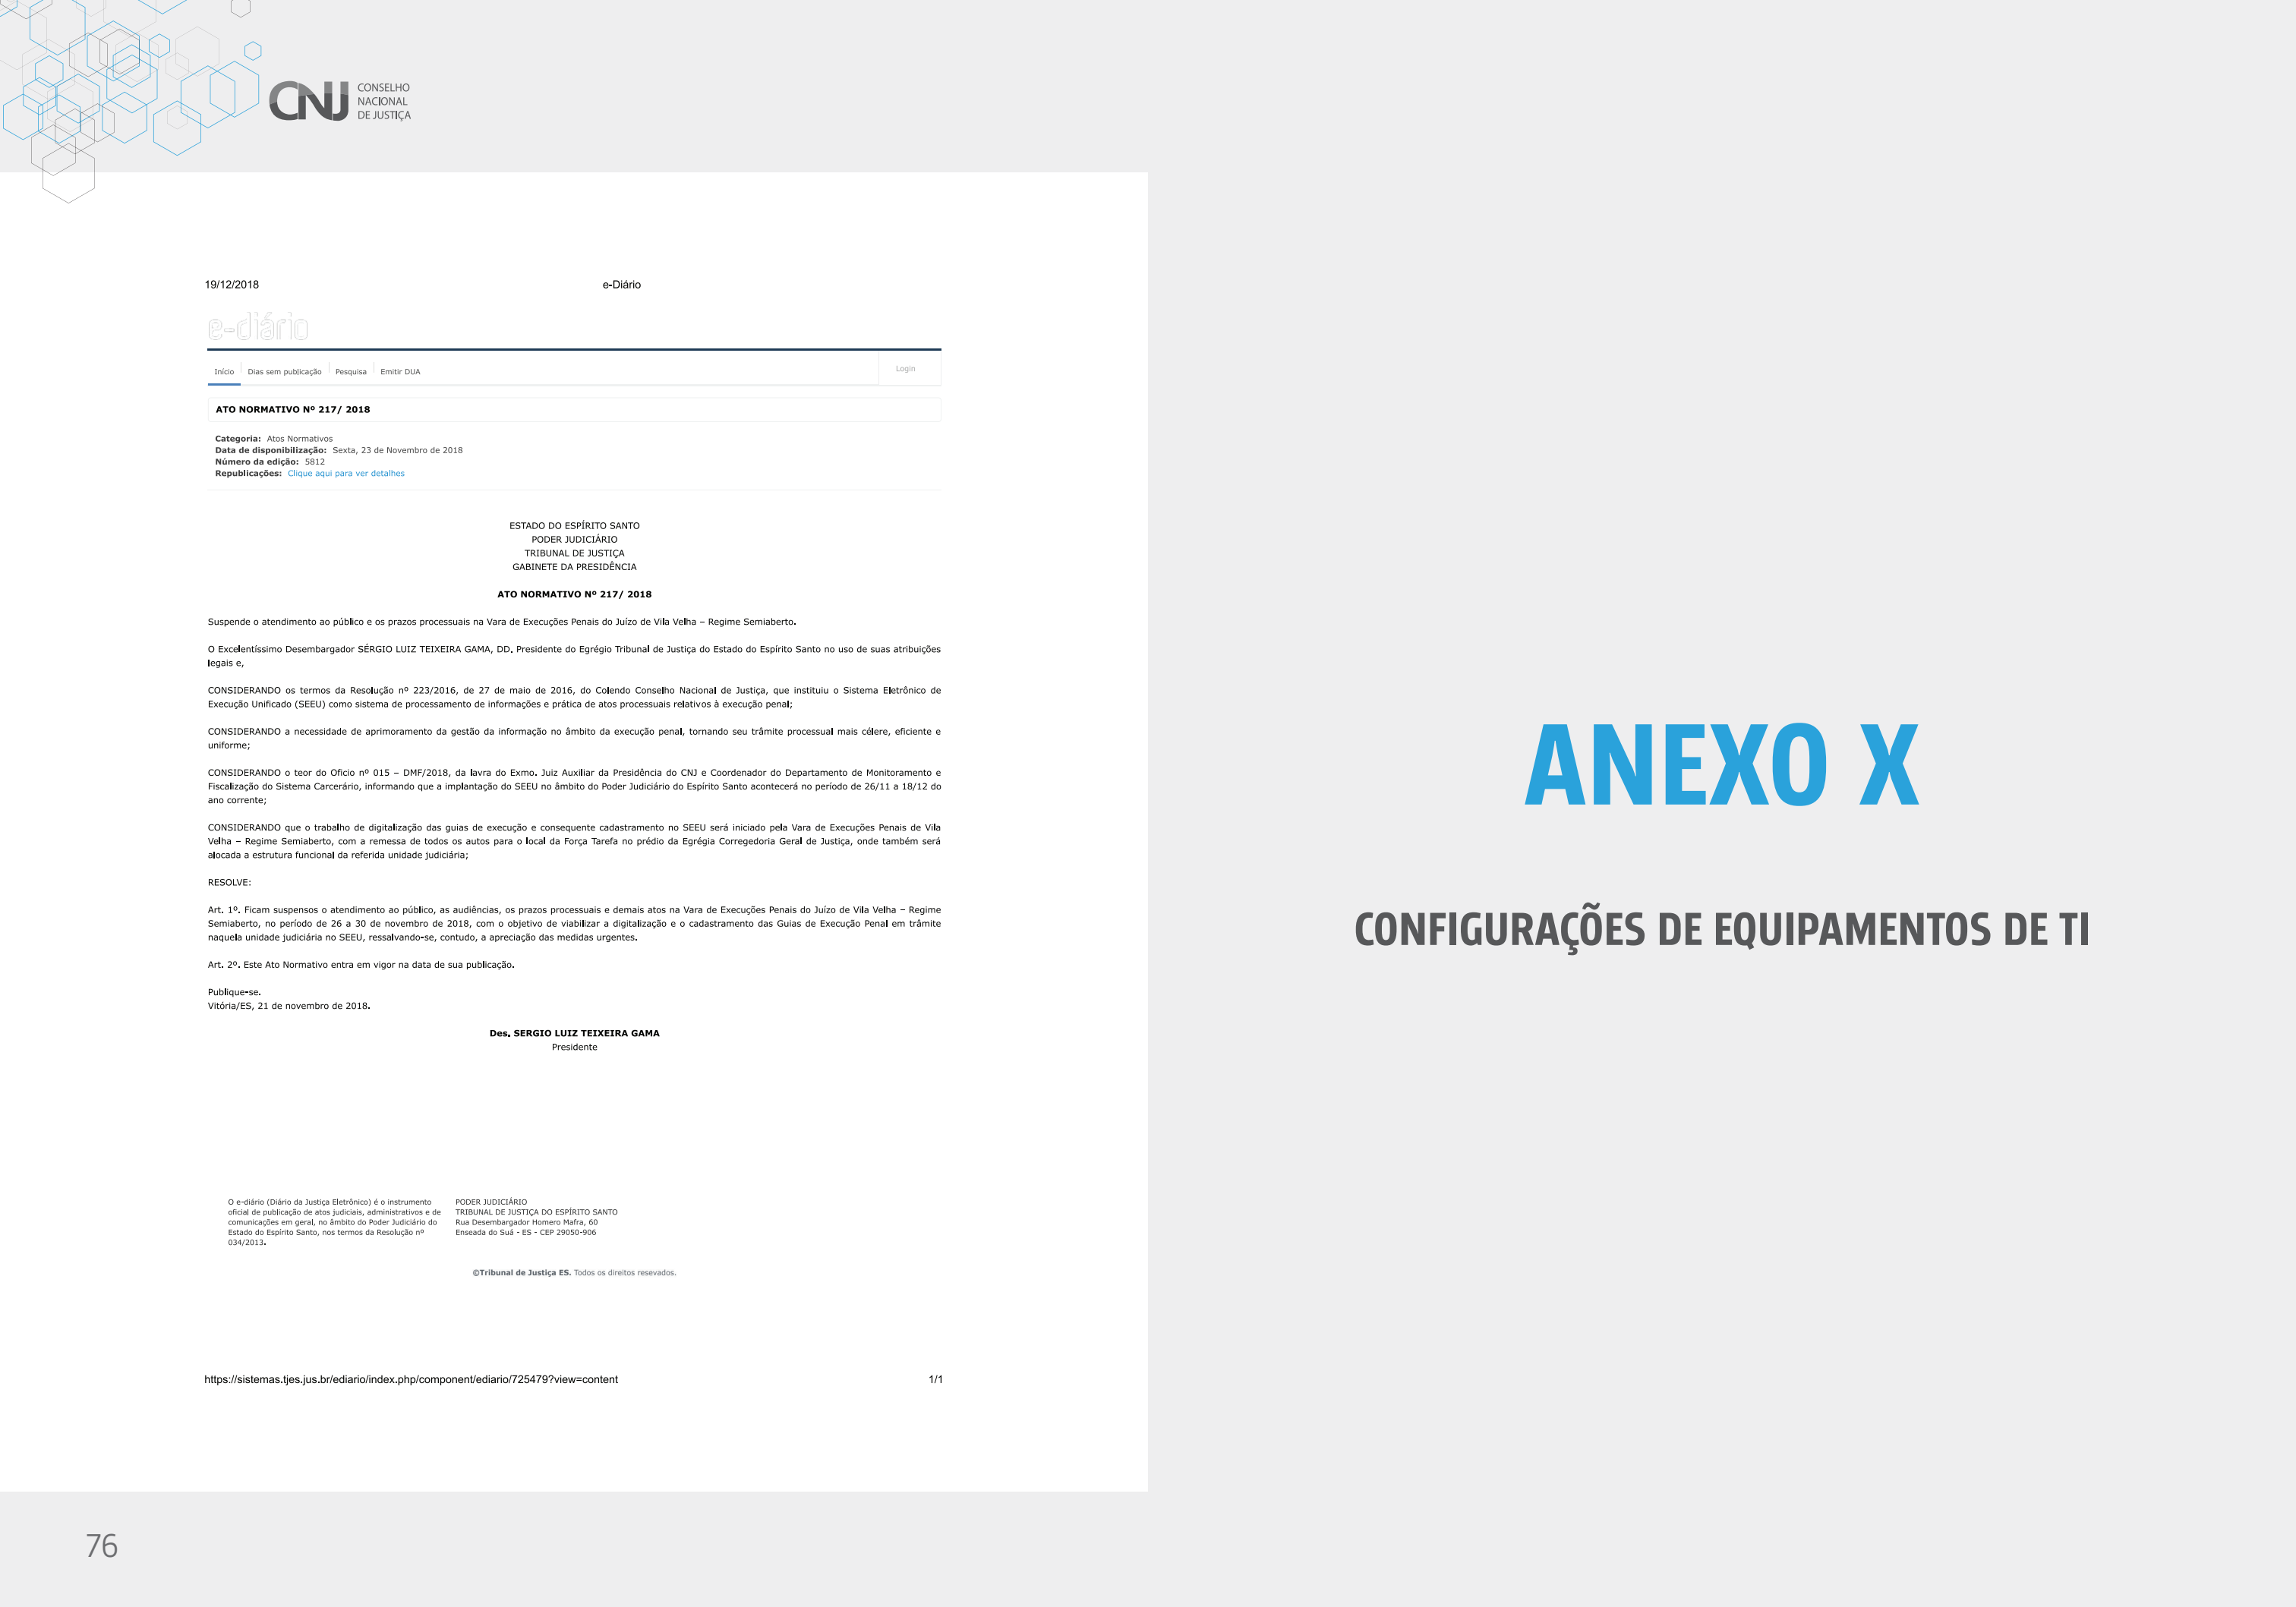 CNJ
CONSELHO
NACIONAL
DE JUSTIÇA
19/12/2018
e-Diário
e-diário
Início
Dias sem publicação
Pesquisa
Emitir DUA
Login
ATO NORMATIVO Nº 217/ 2018
Categoria: Atos Normativos
Data de disponibilização: Sexta, 23 de Novembro de 2018
Número da edição: 5812
Republicações: Clique aqui para ver detalhes
ESTADO DO ESPÍRITO SANTO
PODER JUDICIÁRIO
TRIBUNAL DE JUSTIÇA
GABINETE DA PRESIDÊNCIA
ATO NORMATIVO Nº 217/ 2018
Suspende o atendimento ao público e os prazos processuais na Vara de Execuções Penais do Juízo de Vila Velha – Regime Semiaberto.
O Excelentíssimo Desembargador SÉRGIO LUIZ TEIXEIRA GAMA, DD. Presidente do Egrégio Tribunal de Justiça do Estado do Espírito Santo no uso de suas atribuições
legais e,
CONSIDERANDO os termos da Resolução nº 223/2016, de 27 de maio de 2016, do Colendo Conselho Nacional de Justiça, que instituiu o Sistema Eletrônico de
Execução Unificado (SEEU) como sistema de processamento de informações e prática de atos processuais relativos à execução penal;
CONSIDERANDO a necessidade de aprimoramento da gestão da informação no âmbito da execução penal, tornando seu trâmite processual mais célere, eficiente e
uniforme;
CONSIDERANDO o teor do Oficio nº 015 – DMF/2018, da lavra do Exmo. Juiz Auxiliar da Presidência do CNJ e Coordenador do Departamento de Monitoramento e
Fiscalização do Sistema Carcerário, informando que a implantação do SEEU no âmbito do Poder Judiciário do Espírito Santo acontecerá no período de 26/11 a 18/12 do
ano corrente;
CONSIDERANDO que o trabalho de digitalização das guias de execução e consequente cadastramento no SEEU será iniciado pela Vara de Execuções Penais de Vila
Velha – Regime Semiaberto, com a remessa de todos os autos para o local da Força Tarefa no prédio da Egrégia Corregedoria Geral de Justiça, onde também será
alocada a estrutura funcional da referida unidade judiciária;
RESOLVE:
Art. 1º. Ficam suspensos o atendimento ao público, as audiências, os prazos processuais e demais atos na Vara de Execuções Penais do Juízo de Vila Velha – Regime
Semiaberto, no período de 26 a 30 de novembro de 2018, com o objetivo de viabilizar a digitalização e o cadastramento das Guias de Execução Penal em trâmite
naquela unidade judiciária no SEEU, ressalvando-se, contudo, a apreciação das medidas urgentes.
Art. 2º. Este Ato Normativo entra em vigor na data de sua publicação.
Publique-se.
Vitória/ES, 21 de novembro de 2018.
Des. SERGIO LUIZ TEIXEIRA GAMA
Presidente
O e-diário (Diário da Justiça Eletrônico) é o instrumento
oficial de publicação de atos judiciais, administrativos e de
comunicações em geral, no âmbito do Poder Judiciário do
Estado do Espírito Santo, nos termos da Resolução nº
034/2013.
PODER JUDICIÁRIO
TRIBUNAL DE JUSTIÇA DO ESPÍRITO SANTO
Rua Desembargador Homero Mafra, 60
Enseada do Suá - ES - CEP 29050-906
©Tribunal de Justiça ES. Todos os direitos resevados.
https://sistemas.tjes.jus.br/ediario/index.php/component/ediario/725479?view=content
1/1
76
ANEXO X
CONFIGURAÇÕES DE EQUIPAMENTOS DE TI